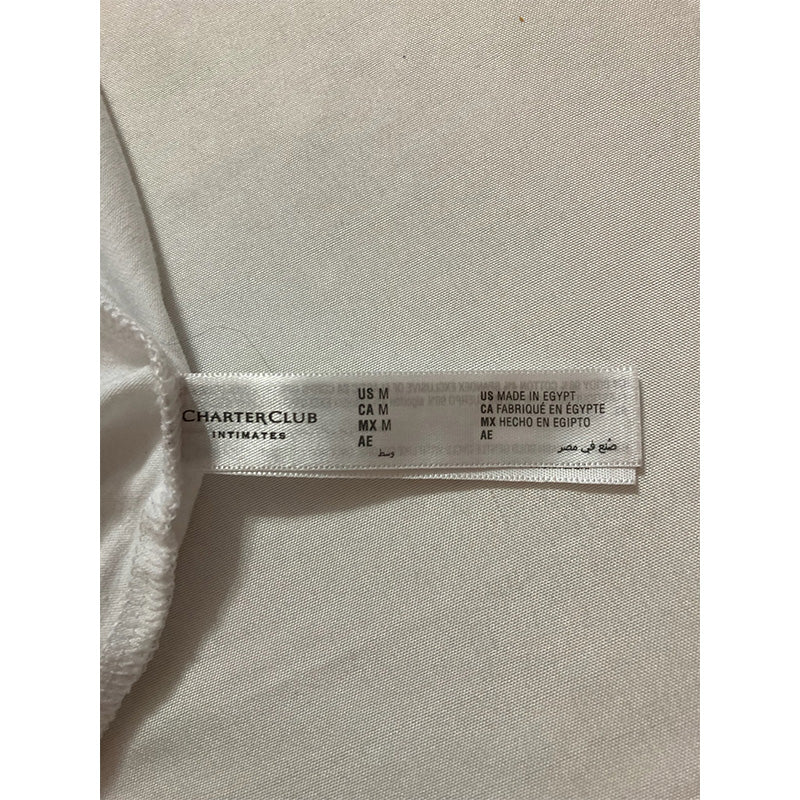 CHARTERCLUB
INTIMATES
US M
CA M
MX M
AE
وسط
US MADE IN EGYPT
CA FABRIQUÉ EN ÉGYPTE
MX HECHO EN EGIPTO
AE
صُنع في مصر